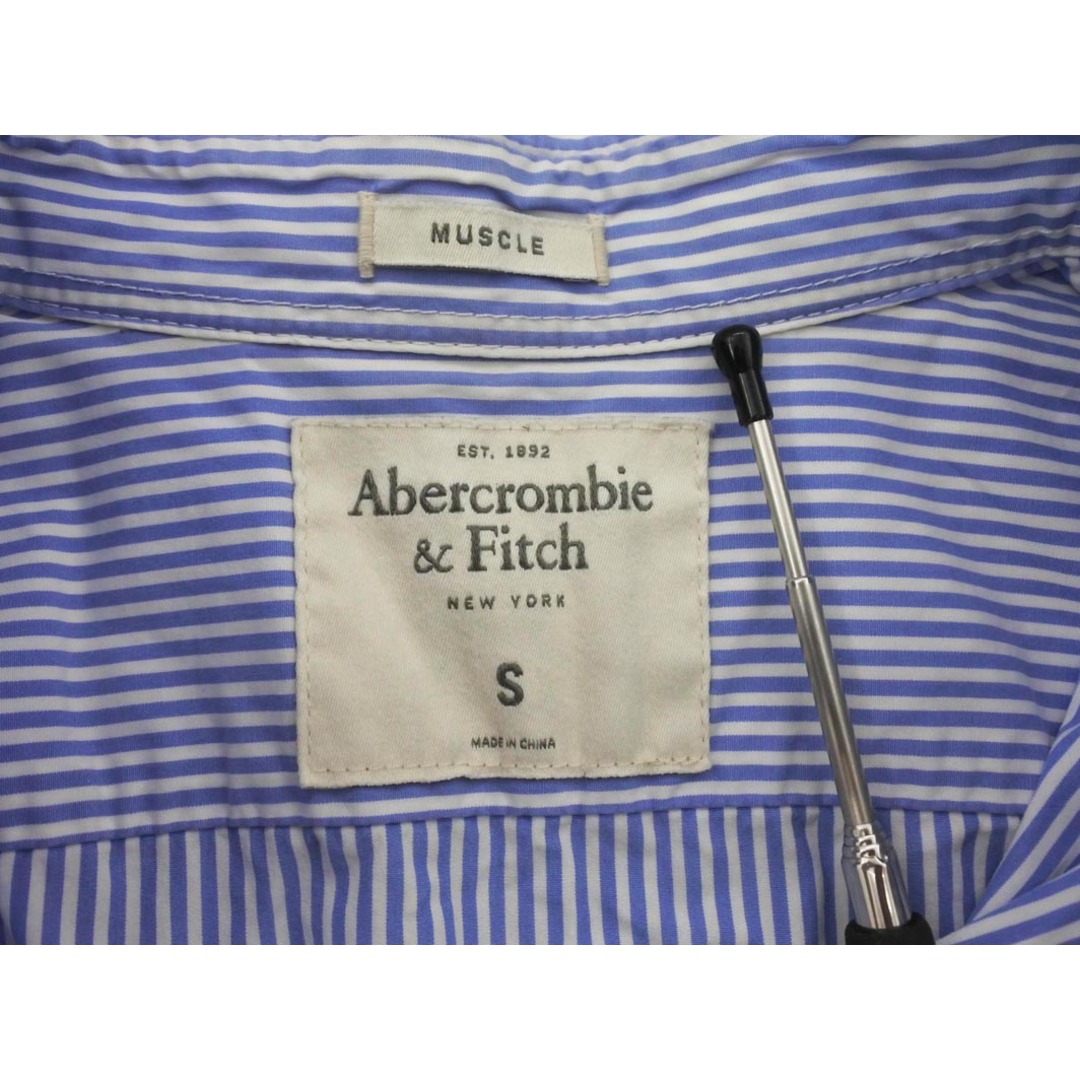 MUSCLE
EST. 1892
Abercrombie
& Fitch
NEW YORK
S
MADE IN CHINA